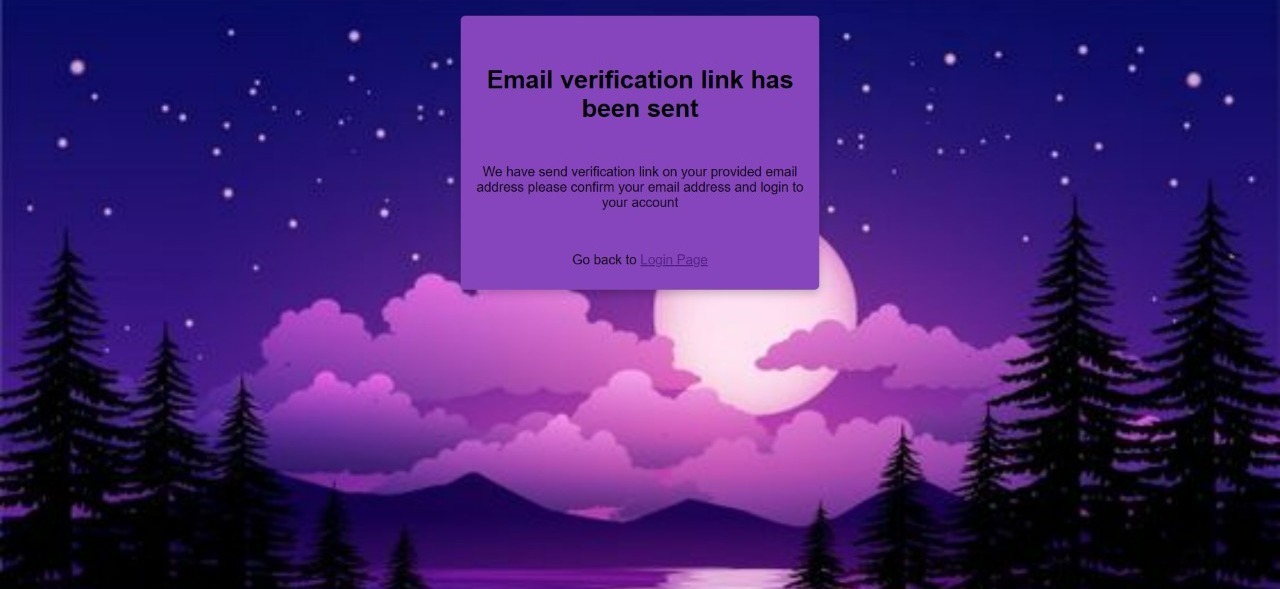 Email verification link has
been sent
We have send verification link on your provided email
address please confirm your email address and login to
your account
Go back to Login Page